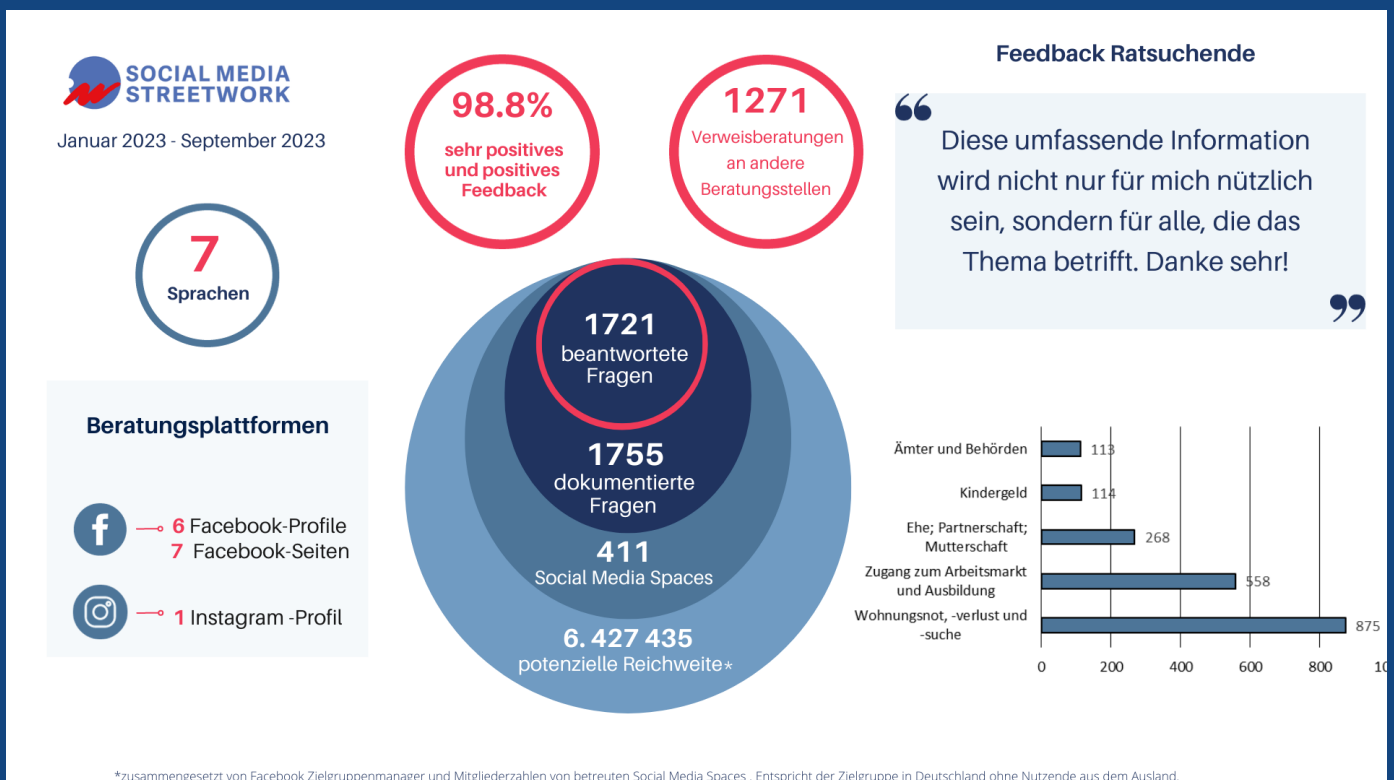 SOCIAL MEDIA
STREETWORK
Januar 2023 - September 2023
7
Sprachen
Beratungsplattformen
6 Facebook-Profile
7 Facebook-Seiten
1 Instagram -Profil
98.8%
sehr positives
und positives
Feedback
1271
Verweisberatungen
an andere
Beratungsstellen
1721
beantwortete
Fragen
1755
dokumentierte
Fragen
411
Social Media Spaces
6. 427 435
potenzielle Reichweite*
Feedback Ratsuchende
“
Diese umfassende Information
wird nicht nur für mich nützlich
sein, sondern für alle, die das
Thema betrifft. Danke sehr!
”
Ämter und Behörden 113
Kindergeld 114
Ehe; Partnerschaft;
Mutterschaft 268
Zugang zum Arbeitsmarkt
und Ausbildung 558
Wohnungsnot, -verlust und
-suche 875
0 200 400 600 800
*zusammengesetzt von Facebook Zielgruppenmanager und Mitgliederzahlen von betreuten Social Media Spaces . Entspricht der Zielgruppe in Deutschland ohne Nutzende aus dem Ausland.